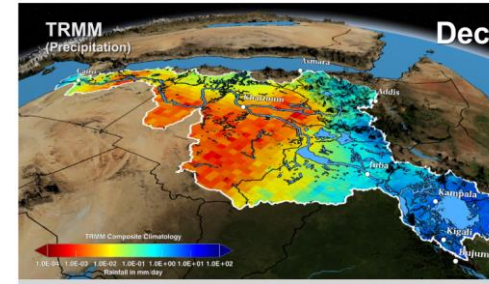 TRMM
(Precipitation)
Dec
Cairo
Asmara
Khartoum
Addis
Juba
Kampala
Kigali
Bujum
TRMM Composite Climatology
1.0E-04 1.0E-03 1.0E-02 1.0E-01 1.0E+00 1.0E+01 1.0E+02
Rainfall in mm/day